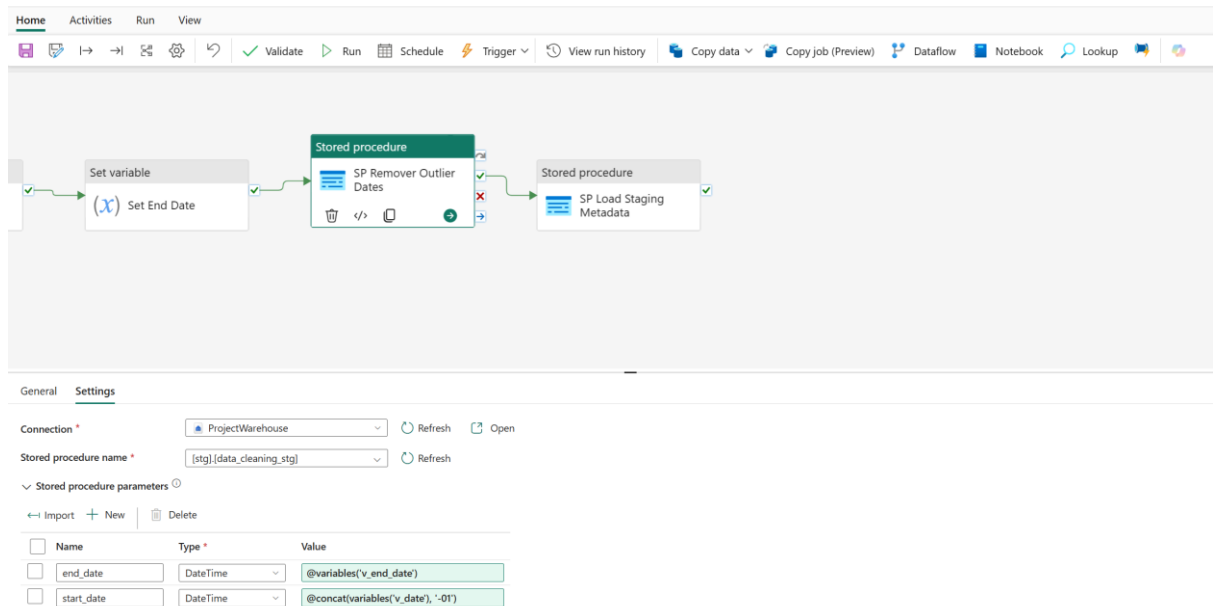 Home Activities Run View
Validate Run Schedule Trigger View run history Copy data Copy job (Preview) Dataflow Notebook Lookup
Stored procedure
SP Remover Outlier
Dates
Set variable
(x) Set End Date
Stored procedure
SP Load Staging
Metadata
General Settings
Connection * ProjectWarehouse Refresh Open
Stored procedure name * [stg].[data_cleaning_stg] Refresh
Stored procedure parameters
Import New Delete
Name Type * Value
end_date DateTime @variables('v_end_date')
start_date DateTime @concat(variables('v_date'), '-01')